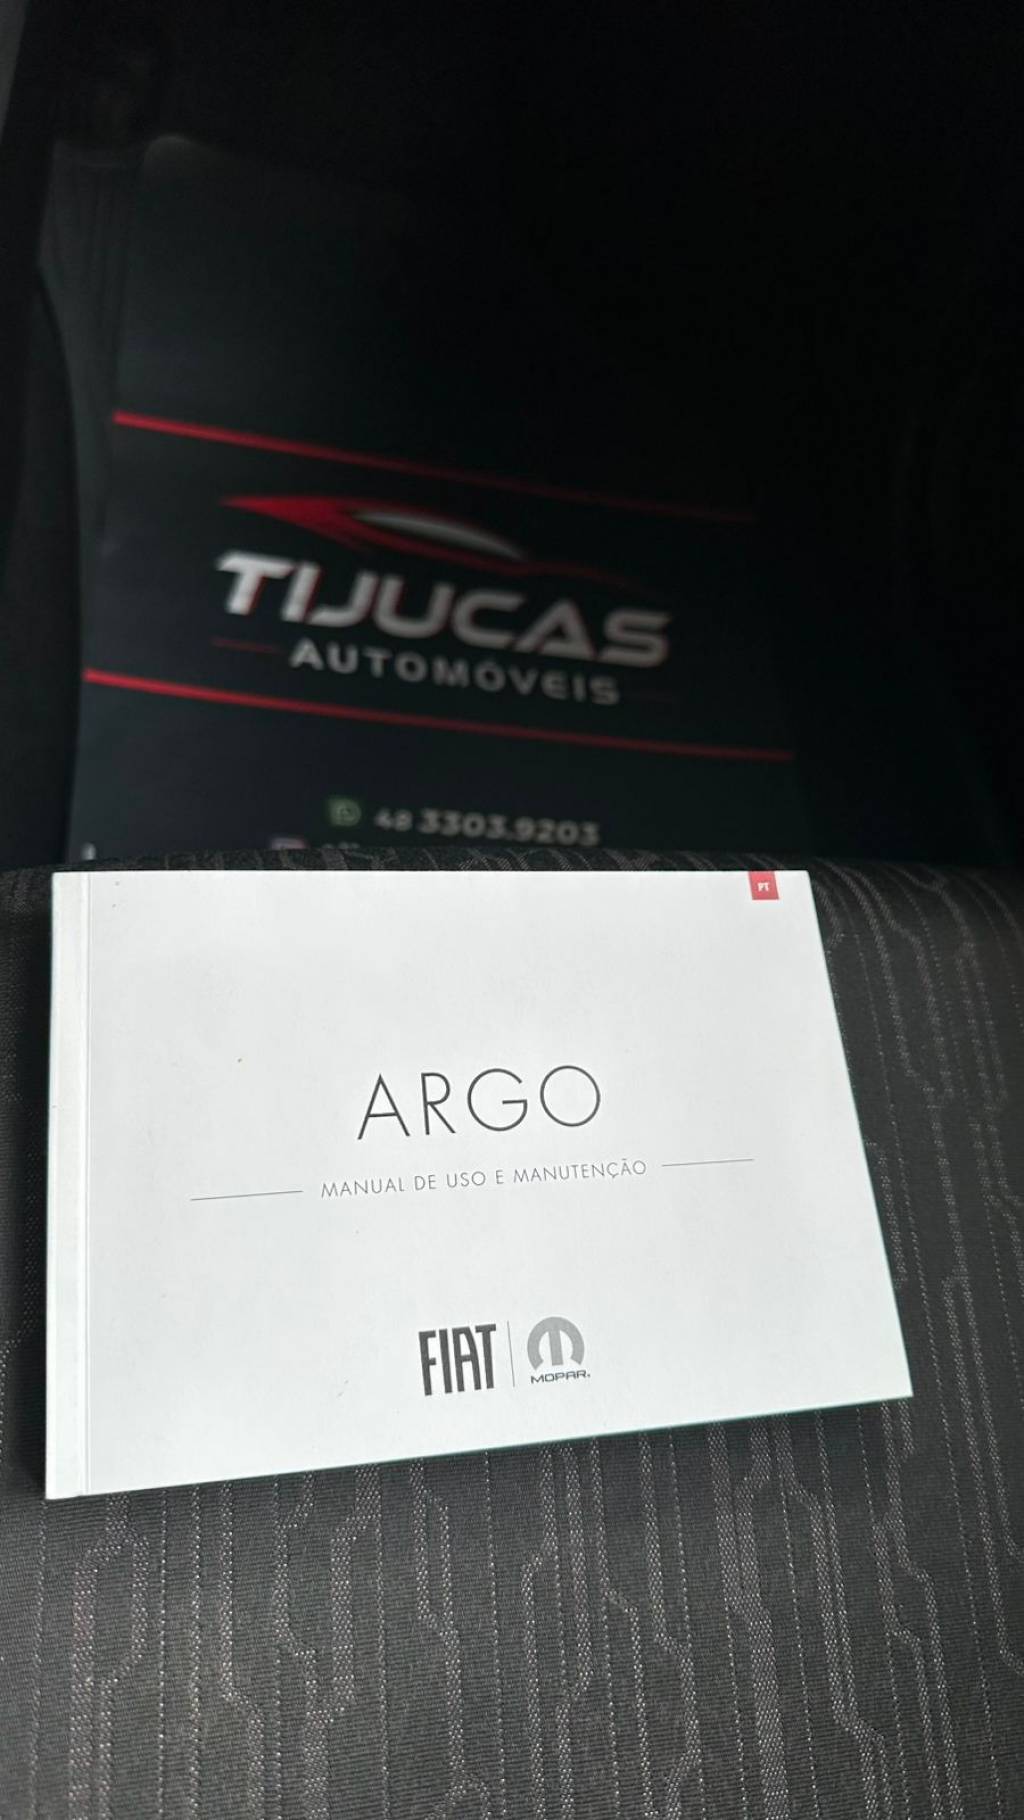 TIJUCAS
AUTOMÓVEIS
48 3303.9203
PT
ARGO
MANUAL DE USO E MANUTENÇÃO
FIAT
MOPAR.